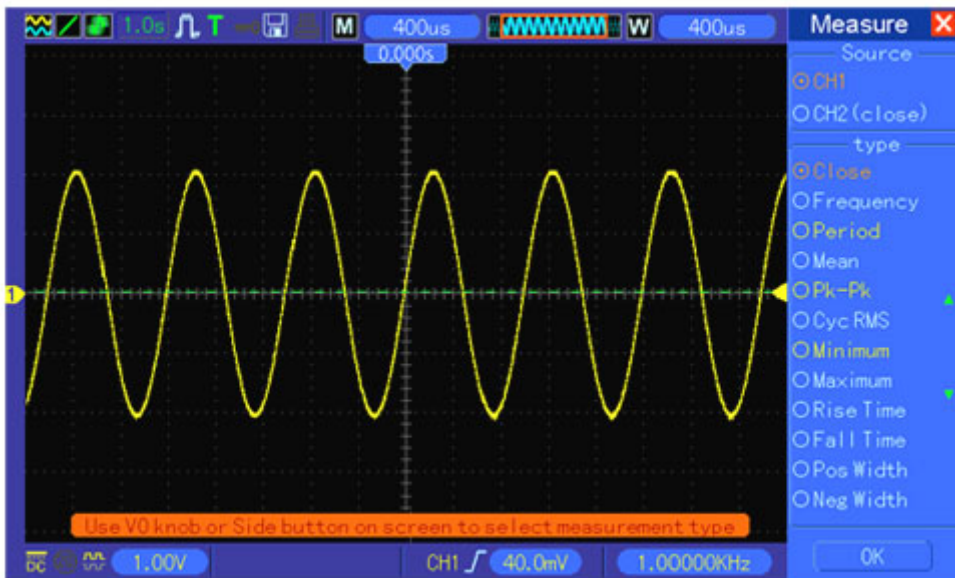 1.0s T M 400us W 400us Measure
0.000s
Source
CH1
CH2(close)
type
Close
Frequency
Period
Mean
1 Pk-Pk
Cyc RMS
Minimum
Maximum
Rise Time
Fall Time
Pos Width
Neg Width
Use V0 knob or Side button on screen to select measurement type
DC 1.00V CH1 40.0mV 1.00000KHz OK